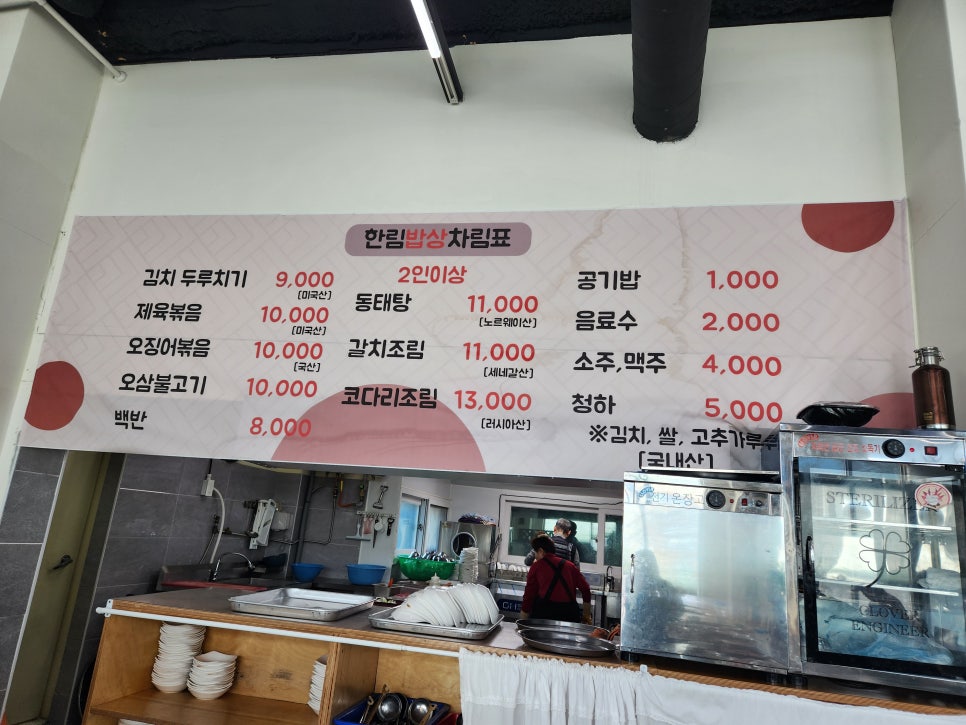 한림밥상차림표
김치 두루치기 9,000
(미국산)
제육볶음 10,000
(미국산)
오징어볶음 10,000
(국산)
오삼불고기 10,000
백반 8,000
2인이상
동태탕 11,000
(노르웨이산)
갈치조림 11,000
(세네갈산)
코다리조림 13,000
(러시아산)
공기밥 1,000
음료수 2,000
소주,맥주 4,000
청하 5,000
※김치, 쌀, 고추가루
[국내산]
전기온장고
STERILIZER
CLOVER
ENGINEER